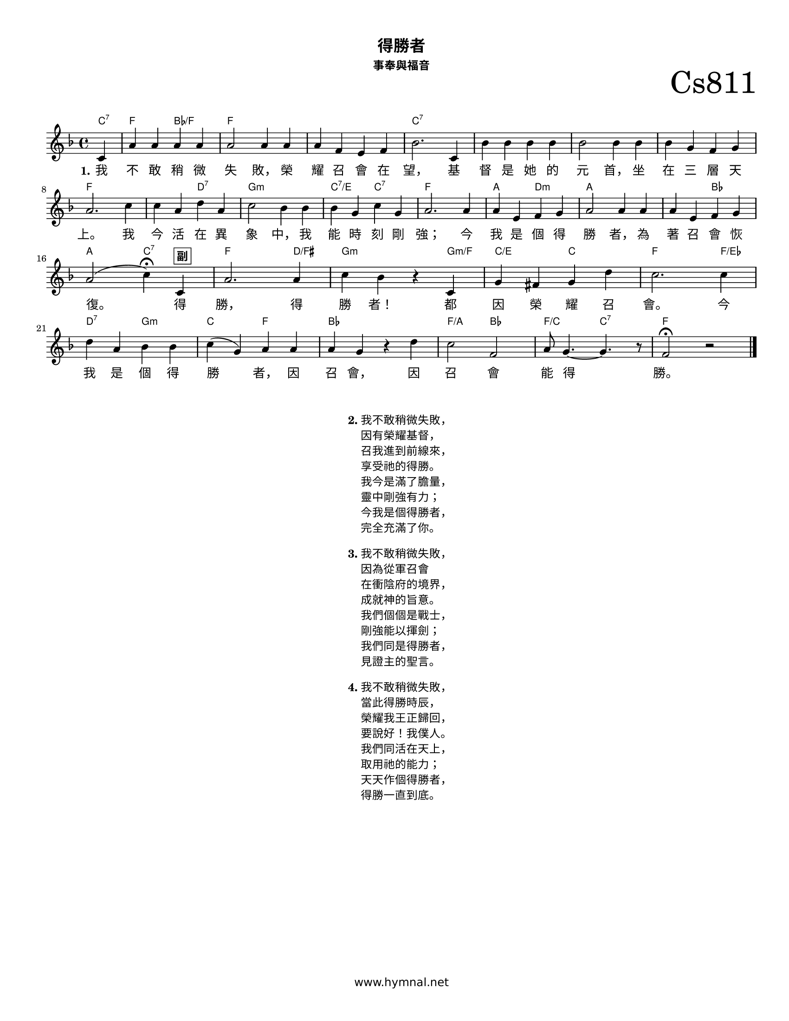 得勝者
事奉與福音
Cs811
C7 F B♭/F F C7
1. 我 不 敢 稍 微 失 敗， 榮 耀 召 會 在 望， 基 督 是 她 的 元 首， 坐 在 三 層 天
8 F D7 Gm C7/E C7 F A Dm A B♭
上。 我 今 活 在 異 象 中， 我 能 時 刻 剛 強； 今 我 是 個 得 勝 者， 為 著 召 會 恢
16 A C7 副 F D/F♯ Gm Gm/F C/E C F F/E♭
復。 得 勝， 得 勝 者！ 都 因 榮 耀 召 會。 今
21 D7 Gm C F B♭ F/A B♭ F/C C7 F
我 是 個 得 勝 者， 因 召 會， 因 召 會 能 得 勝。
2. 我不敢稍微失敗，
因有榮耀基督，
召我進到前線來，
享受祂的得勝。
我今是滿了膽量，
靈中剛強有力；
今我是個得勝者，
完全充滿了你。
3. 我不敢稍微失敗，
因為從軍召會
在衝陰府的境界，
成就神的旨意。
我們個個是戰士，
剛強能以揮劍；
我們同是得勝者，
見證主的聖言。
4. 我不敢稍微失敗，
當此得勝時辰，
榮耀我王正歸回，
要說好！我僕人。
我們同活在天上，
取用祂的能力；
天天作個得勝者，
得勝一直到底。
www.hymnal.net